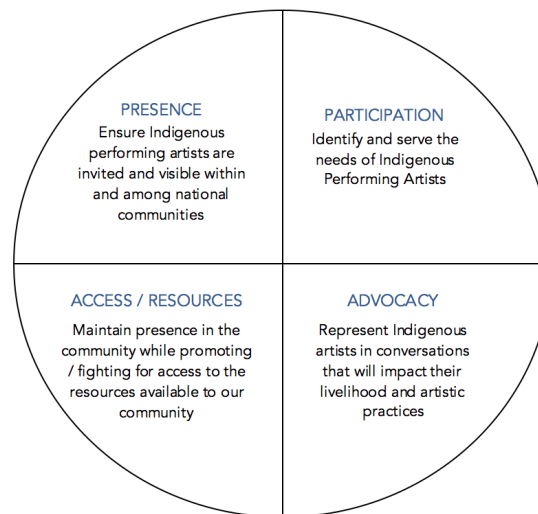 PRESENCE
Ensure Indigenous
performing artists are
invited and visible within
and among national
communities
PARTICIPATION
Identify and serve the
needs of Indigenous
Performing Artists
ACCESS / RESOURCES
Maintain presence in the
community while promoting
/ fighting for access to the
resources available to our
community
ADVOCACY
Represent Indigenous
artists in conversations
that will impact their
livelihood and artistic
practices